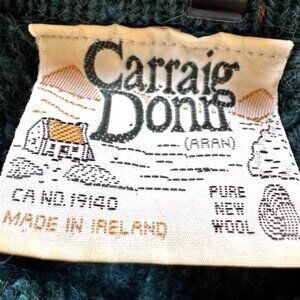 Carraig
Donn
(ARAN)
CA NO. 19140
MADE IN IRELAND
PURE
NEW
WOOL